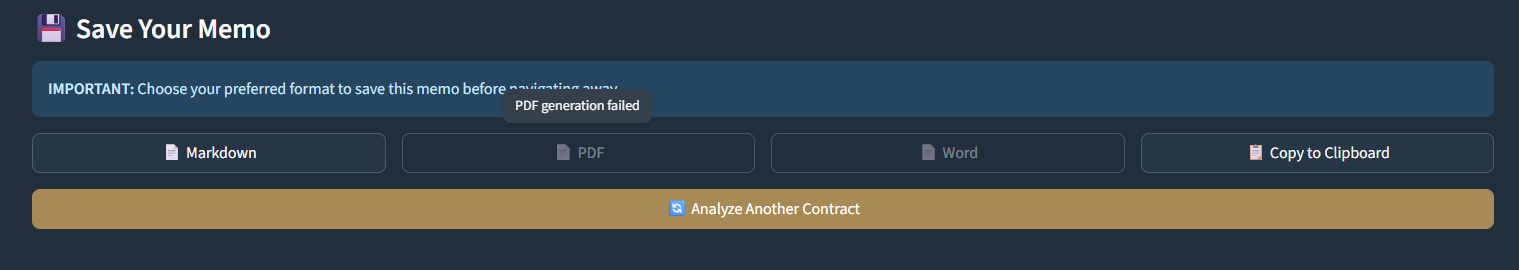 Save Your Memo
IMPORTANT: Choose your preferred format to save this memo before navigating away.
PDF generation failed
Markdown
PDF
Word
Copy to Clipboard
Analyze Another Contract